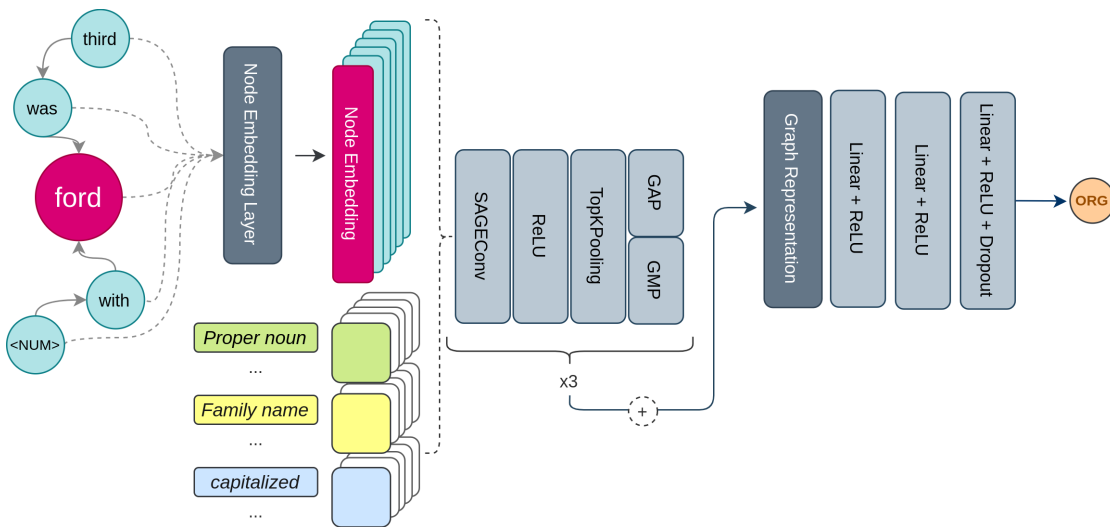 third
was
ford
with
<NUM>
Node Embedding Layer
Node Embedding
Proper noun
...
Family name
...
capitalized
...
SAGEConv
ReLU
TopKPooling
GAP
GMP
x3
+
Graph Representation
Linear + ReLU
Linear + ReLU
Linear + ReLU + Dropout
ORG